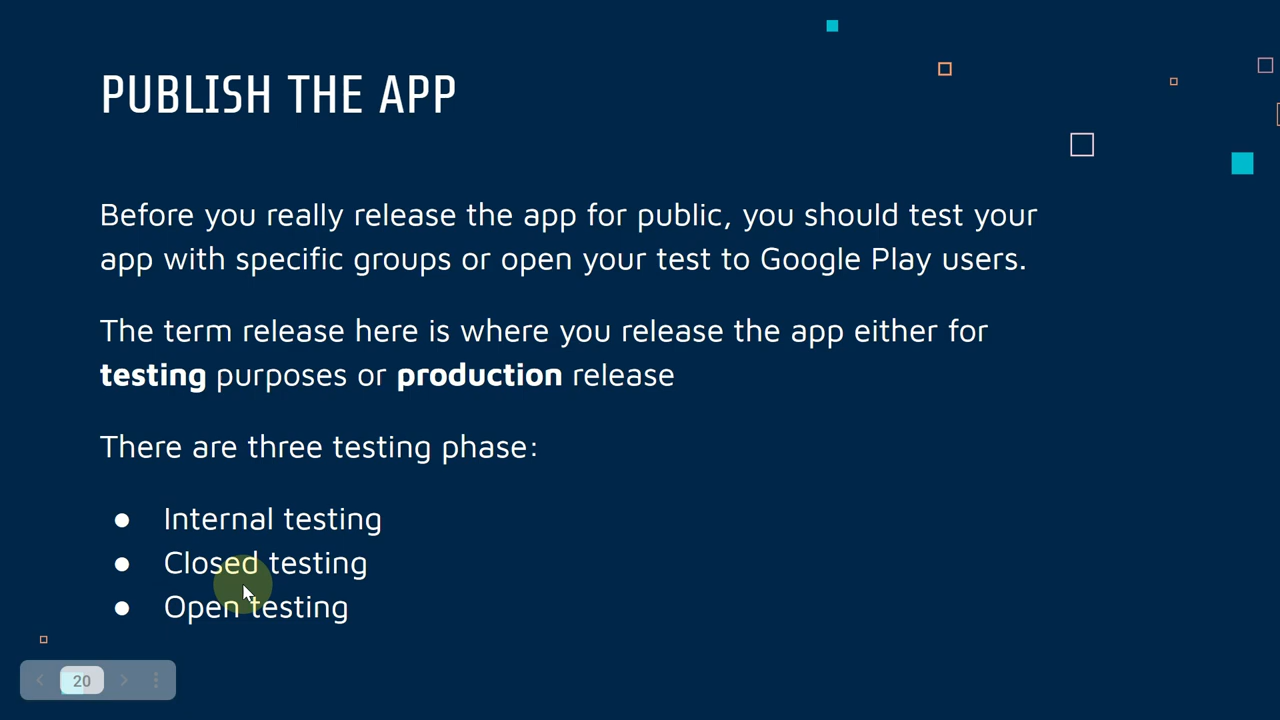 PUBLISH THE APP
Before you really release the app for public, you should test your
app with specific groups or open your test to Google Play users.
The term release here is where you release the app either for
testing purposes or production release
There are three testing phase:
● Internal testing
● Closed testing
● Open testing
20